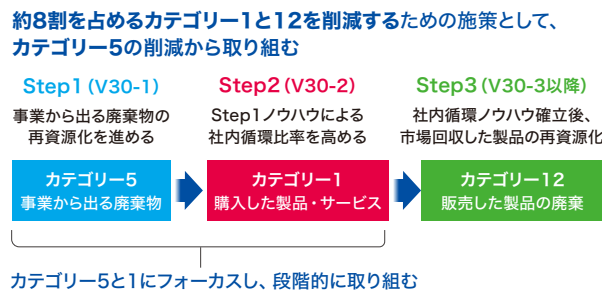 約8割を占めるカテゴリー1と12を削減するための施策として、
カテゴリー5の削減から取り組む
Step1(V30-1)
事業から出る廃棄物の
再資源化を進める
カテゴリー5
事業から出る廃棄物
Step2(V30-2)
Step1ノウハウによる
社内循環比率を高める
カテゴリー1
購入した製品・サービス
Step3(V30-3以降)
社内循環ノウハウ確立後、
市場回収した製品の再資源化
カテゴリー12
販売した製品の廃棄
カテゴリー5と1にフォーカスし、段階的に取り組む